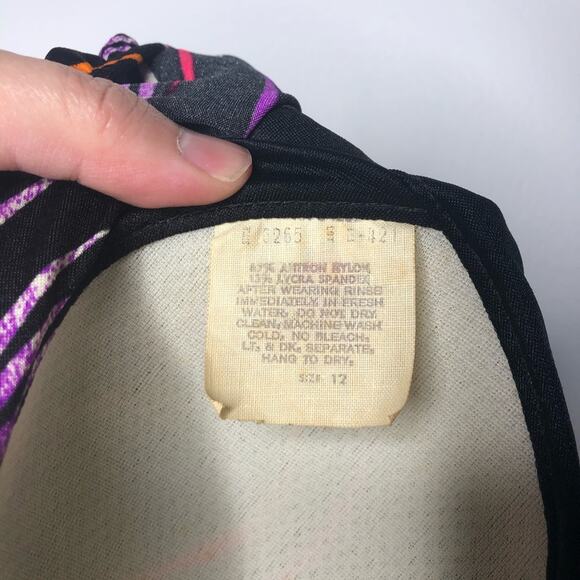 87% ANTRON NYLON
13% LYCRA SPANDEX
AFTER WEARING RINSE
IMMEDIATELY IN FRESH
WATER. DO NOT DRY
CLEAN. MACHINE WASH
COLD. NO BLEACH.
LT. & DK. SEPARATE.
HANG TO DRY.
SIZE 12